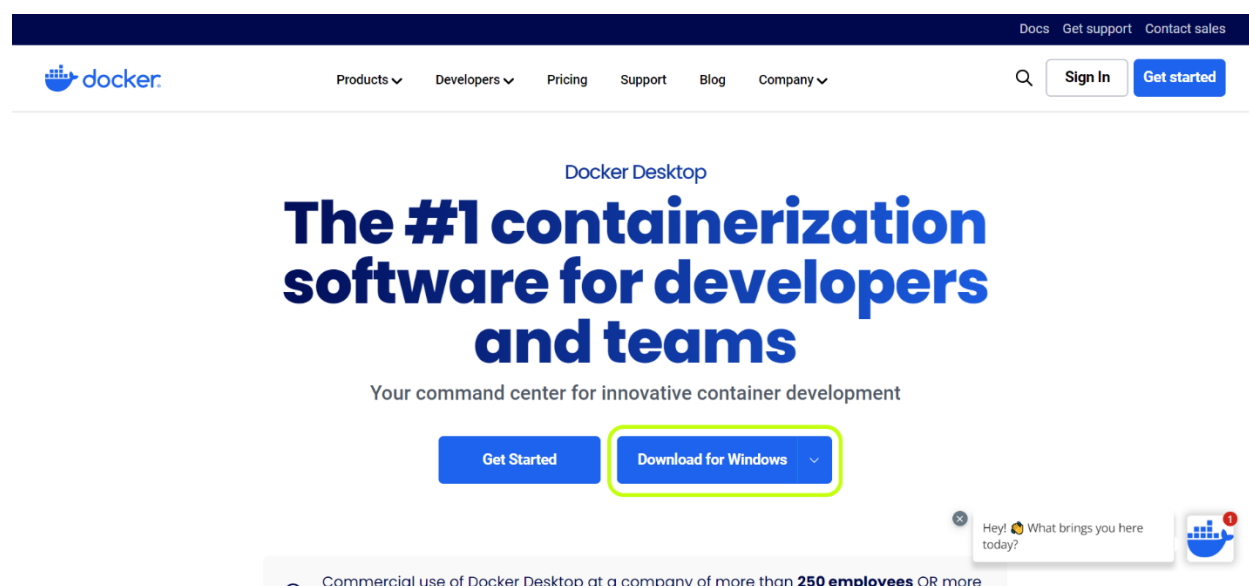 Docs Get support Contact sales
docker
Products Developers Pricing Support Blog Company Sign In Get started
Docker Desktop
The #1 containerization
software for developers
and teams
Your command center for innovative container development
Get Started Download for Windows
Hey! What brings you here
today?
1
Commercial use of Docker Desktop at a company of more than 250 employees OR more